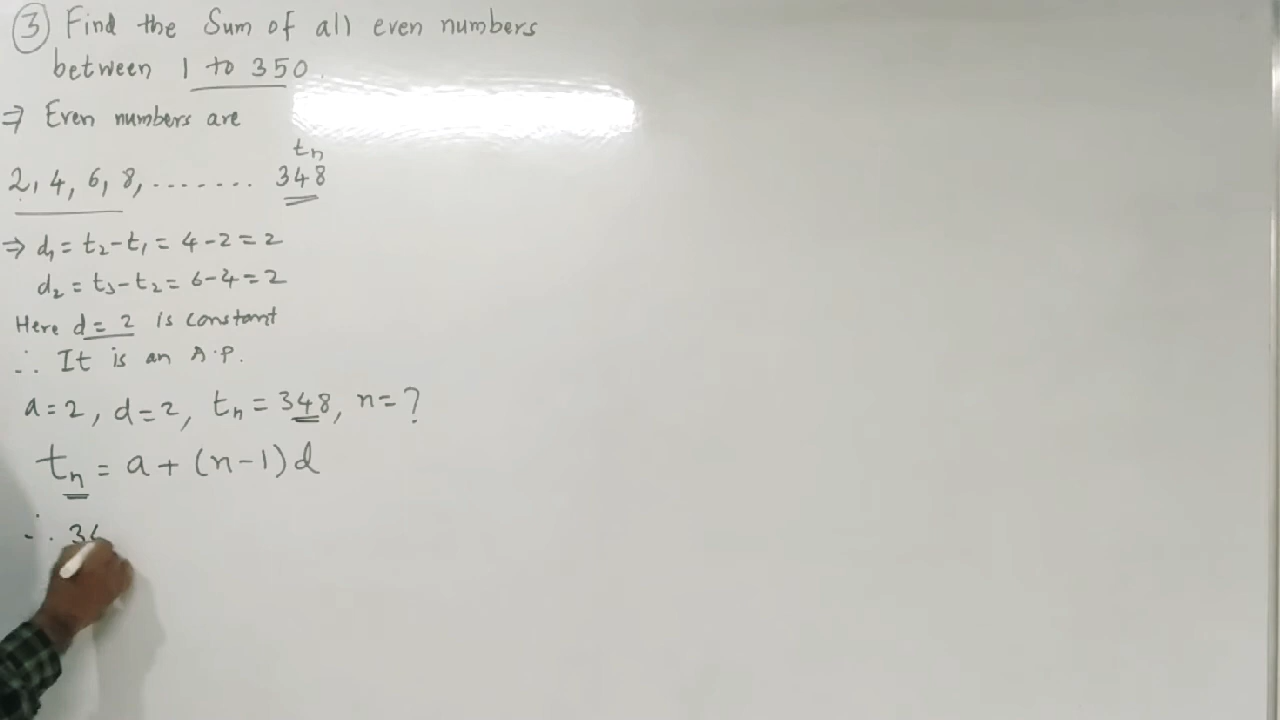 ③ Find the Sum of all even numbers
between 1 to 350.
⇒ Even numbers are
tn
2, 4, 6, 8, ....... 348
⇒ d₁ = t₂-t₁ = 4-2 = 2
d₂ = t₃-t₂ = 6-4 = 2
Here d = 2 is constant
∴ It is an A.P.
a = 2, d = 2, tn = 348, n = ?
tn = a + (n-1)d
∴ 34